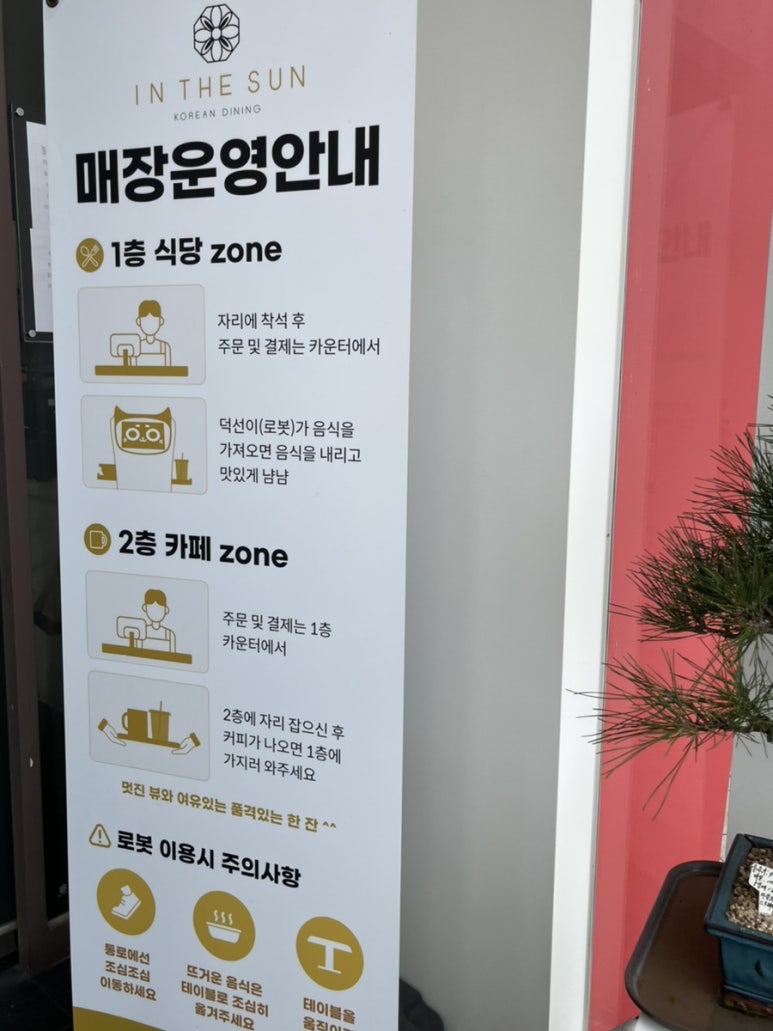 IN THE SUN
KOREAN DINING
매장운영안내
1층 식당 zone
자리에 착석 후
주문 및 결제는 카운터에서
덕선이(로봇)가 음식을
가져오면 음식을 내리고
맛있게 냠냠
2층 카페 zone
주문 및 결제는 1층
카운터에서
2층에 자리 잡으신 후
커피가 나오면 1층에
가지러 와주세요
멋진 뷰와 여유있는 품격있는 한 잔 ^^
로봇 이용시 주의사항
통로에선
조심조심
이동하세요
뜨거운 음식은
테이블로 조심히
옮겨주세요
테이블을